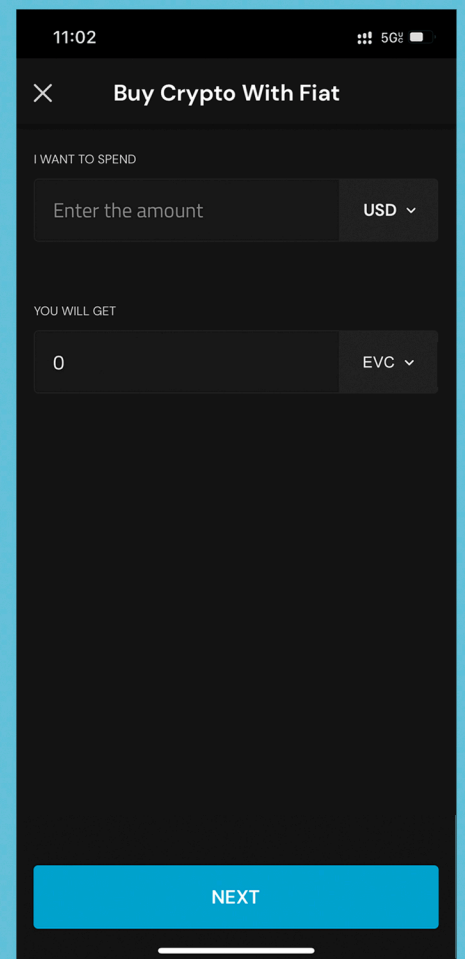 11:02 5G
Buy Crypto With Fiat
I WANT TO SPEND
Enter the amount USD
YOU WILL GET
0 EVC
NEXT